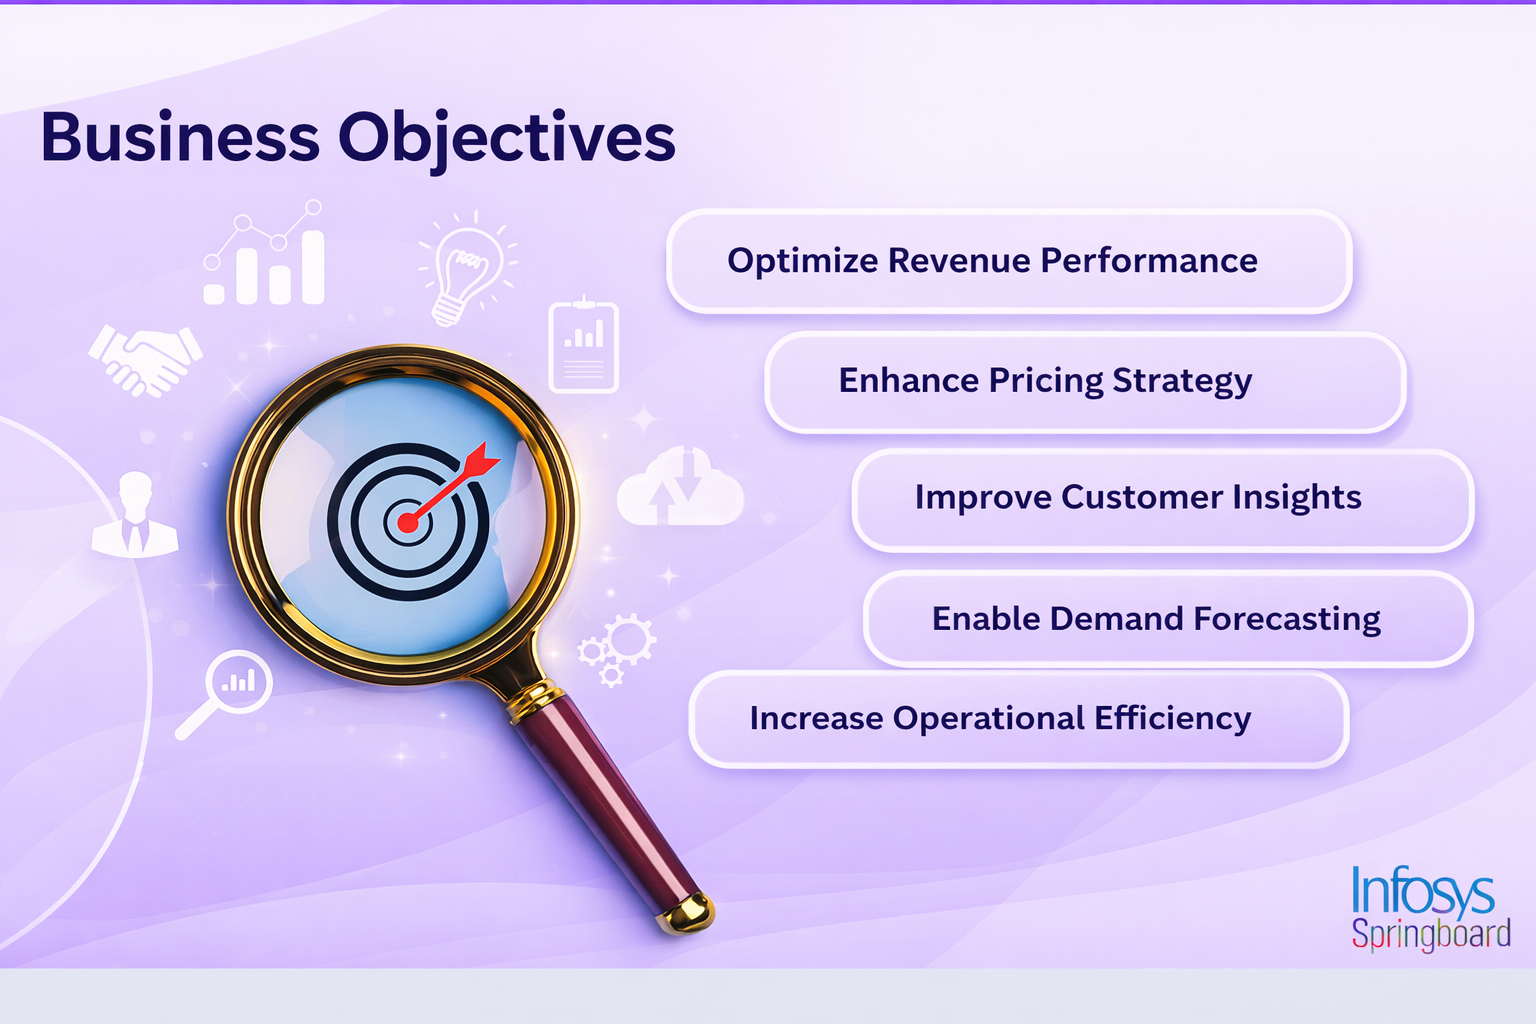 Business Objectives
Optimize Revenue Performance
Enhance Pricing Strategy
Improve Customer Insights
Enable Demand Forecasting
Increase Operational Efficiency
Infosys
Springboard